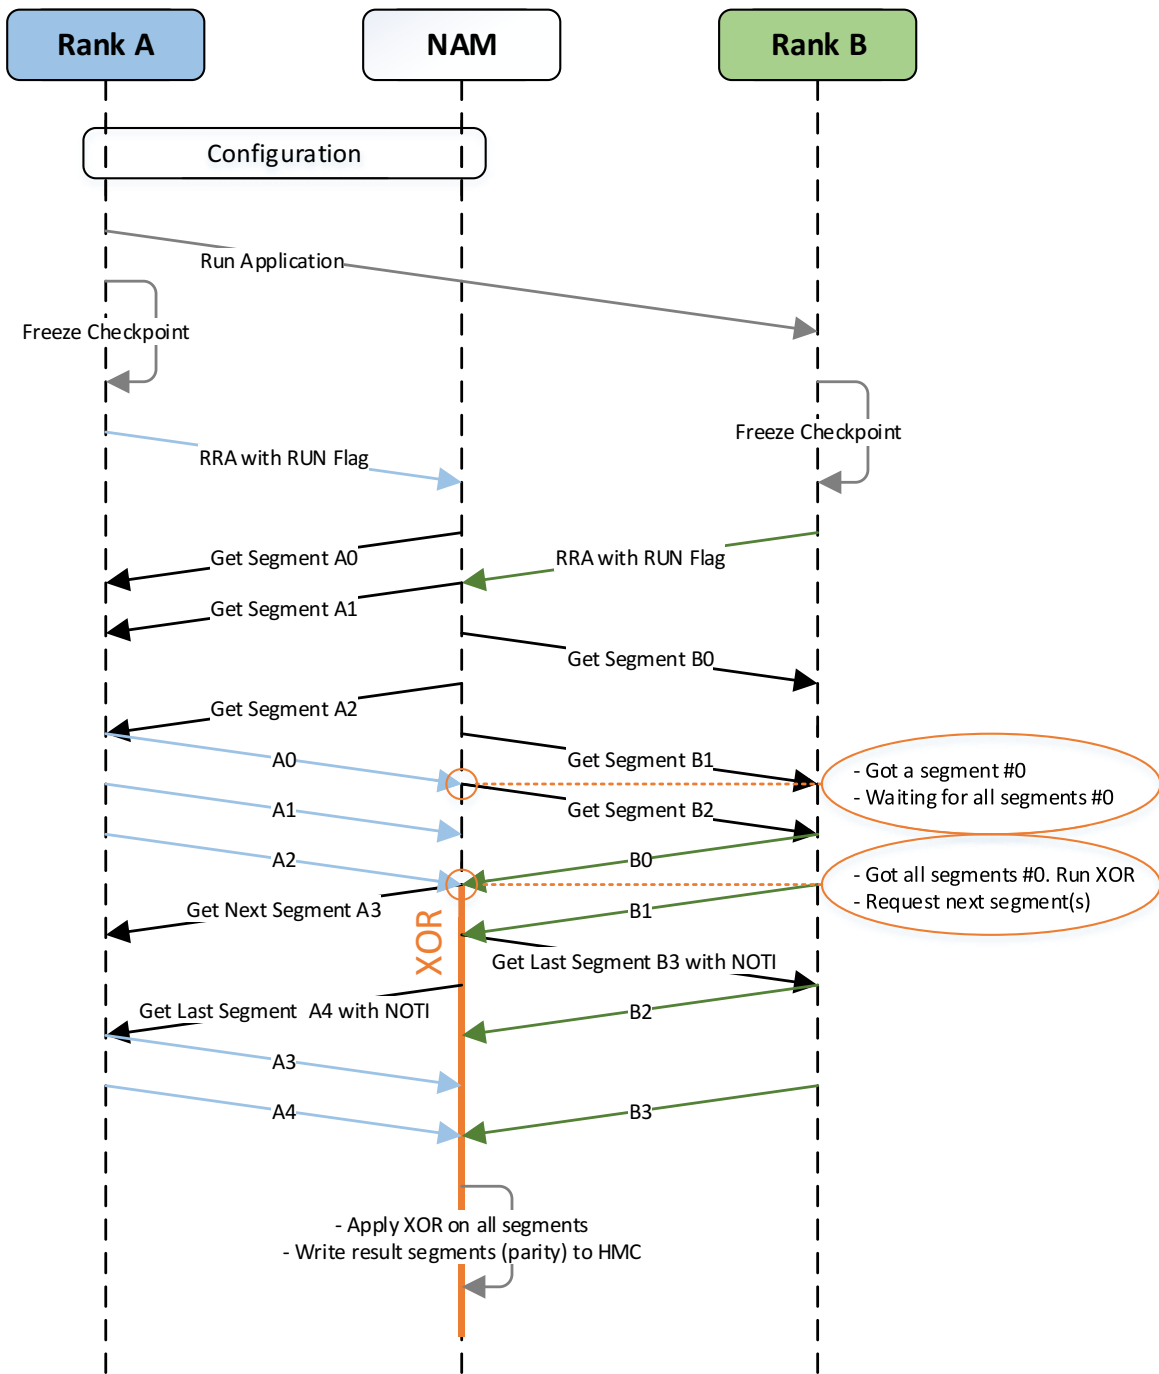 Rank A
NAM
Rank B
Configuration
Run Application
Freeze Checkpoint
Freeze Checkpoint
RRA with RUN Flag
Get Segment A0
RRA with RUN Flag
Get Segment A1
Get Segment B0
Get Segment A2
A0
Get Segment B1
- Got a segment #0
- Waiting for all segments #0
A1
Get Segment B2
A2
B0
- Got all segments #0. Run XOR
- Request next segment(s)
Get Next Segment A3
B1
XOR
Get Last Segment B3 with NOTI
Get Last Segment A4 with NOTI
B2
A3
A4
B3
- Apply XOR on all segments
- Write result segments (parity) to HMC